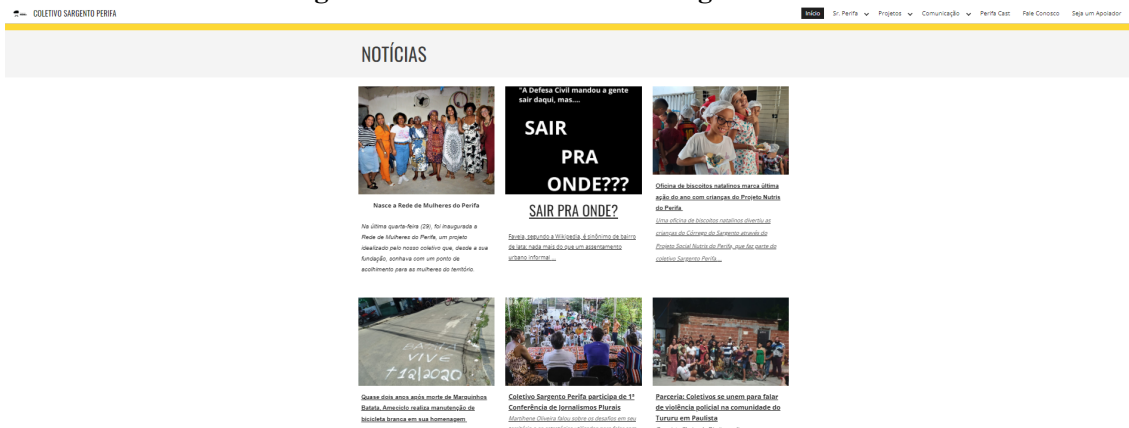 COLETIVO SARGENTO PERIFA
Início Sr. Perifa Projetos Comunicação Perifa Cast Fale Conosco Seja um Apoiador
NOTÍCIAS
"A Defesa Civil mandou a gente
sair daqui, mas....
SAIR
PRA
ONDE???
Nasce a Rede de Mulheres do Perifa
Na última quarta-feira (29), foi inaugurada a
Rede de Mulheres do Perifa, um projeto
idealizado pelo nosso coletivo que, desde a sua
fundação, sonhava com um ponto de
acolhimento para as mulheres do território.
SAIR PRA ONDE?
Favela, segundo a Wikipedia, é sinônimo de bairro
de lata: nada mais do que um assentamento
urbano informal ...
Oficina de biscoitos natalinos marca última
ação do ano com crianças do Projeto Nutris
do Perifa
Uma oficina de biscoitos natalinos divertiu as
crianças do Córrego do Sargento através do
Projeto Social Nutris do Perifa, que faz parte do
coletivo Sargento Perifa....
VIVE
+12/2020
Quase dois anos após morte de Marquinhos
Batata, Ameciclo realiza manutenção de
bicicleta branca em sua homenagem
Coletivo Sargento Perifa participa de 1ª
Conferência de Jornalismos Plurais
Martihene Oliveira falou sobre os desafios em seu
Parceria: Coletivos se unem para falar
de violência policial na comunidade do
Tururu em Paulista